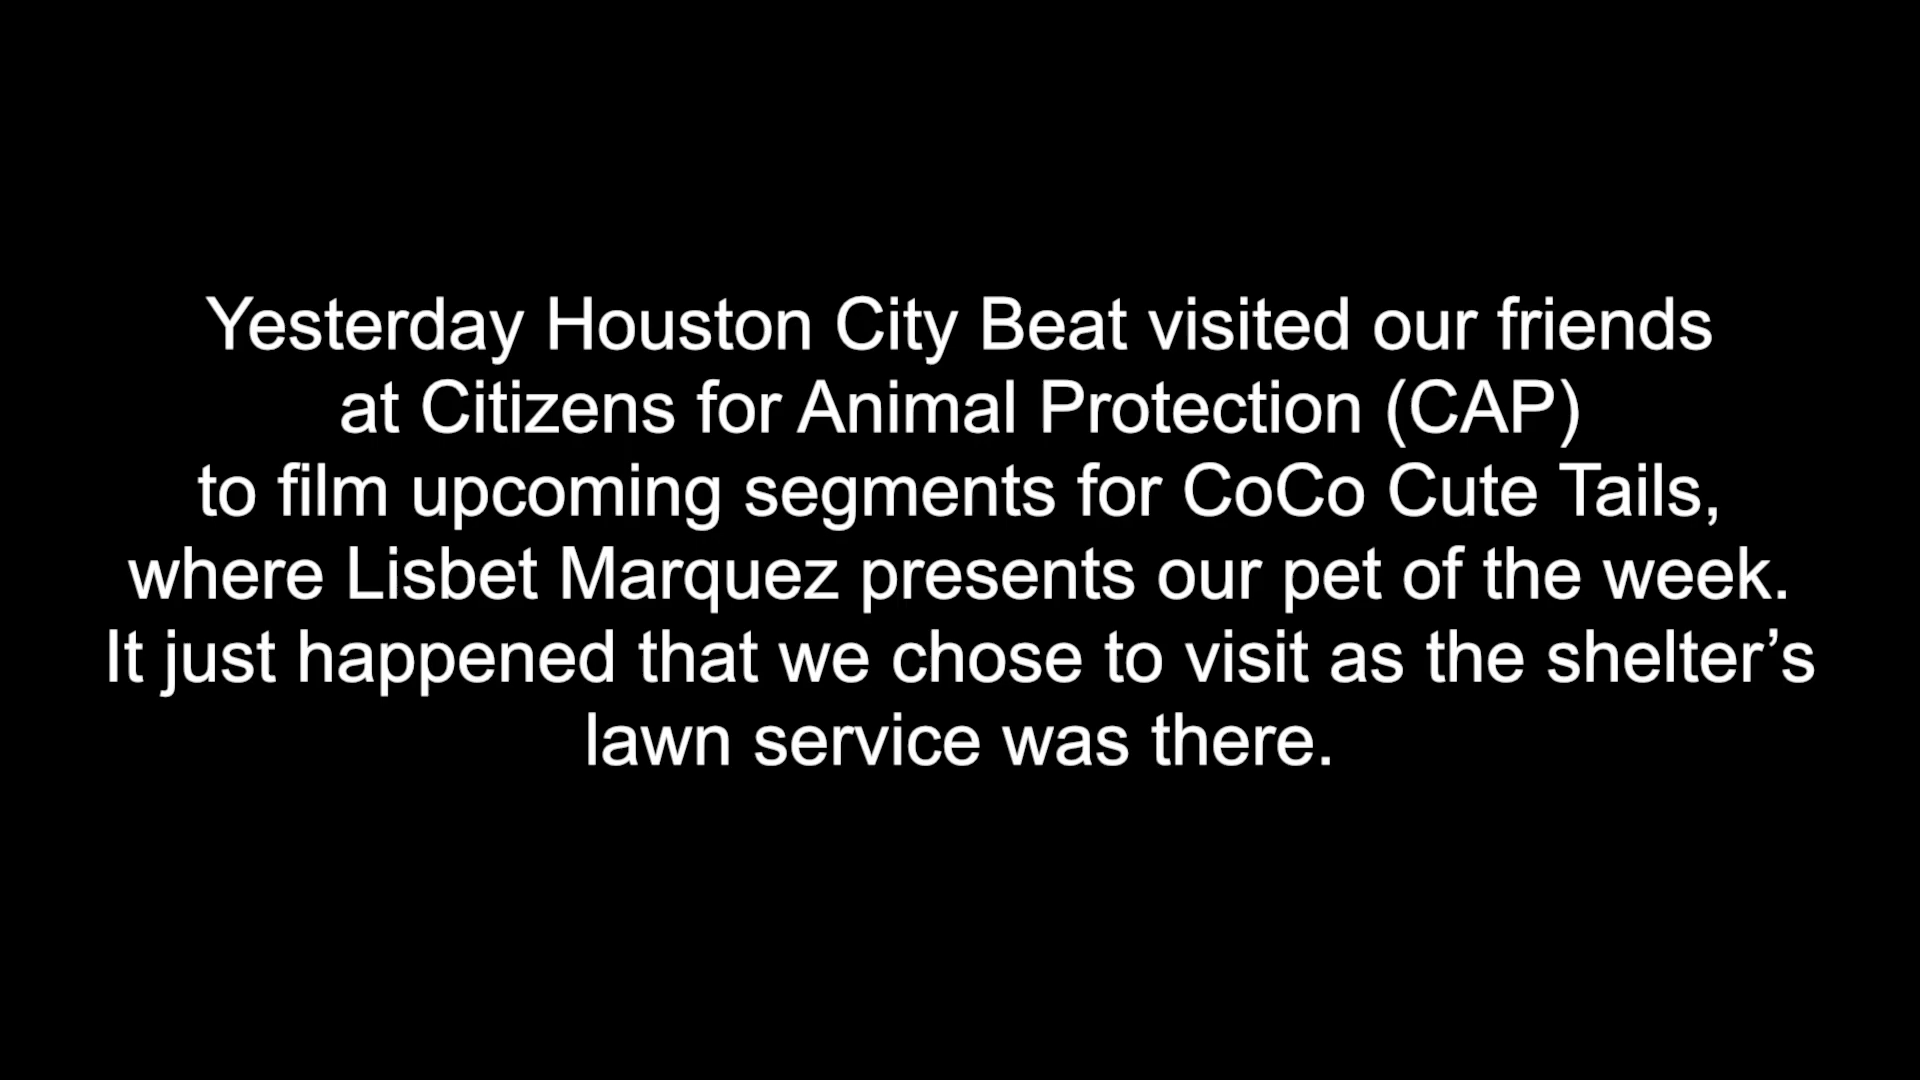 Yesterday Houston City Beat visited our friends
at Citizens for Animal Protection (CAP)
to film upcoming segments for CoCo Cute Tails,
where Lisbet Marquez presents our pet of the week.
It just happened that we chose to visit as the shelter’s
lawn service was there.